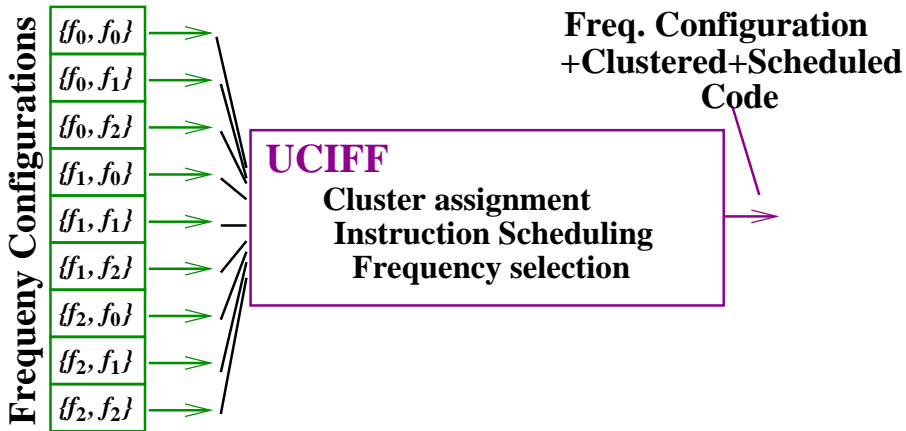 Frequeny Configurations
{f0, f0}
{f0, f1}
{f0, f2}
{f1, f0}
{f1, f1}
{f1, f2}
{f2, f0}
{f2, f1}
{f2, f2}
UCIFF
Cluster assignment
Instruction Scheduling
Frequency selection
Freq. Configuration
+Clustered+Scheduled
Code